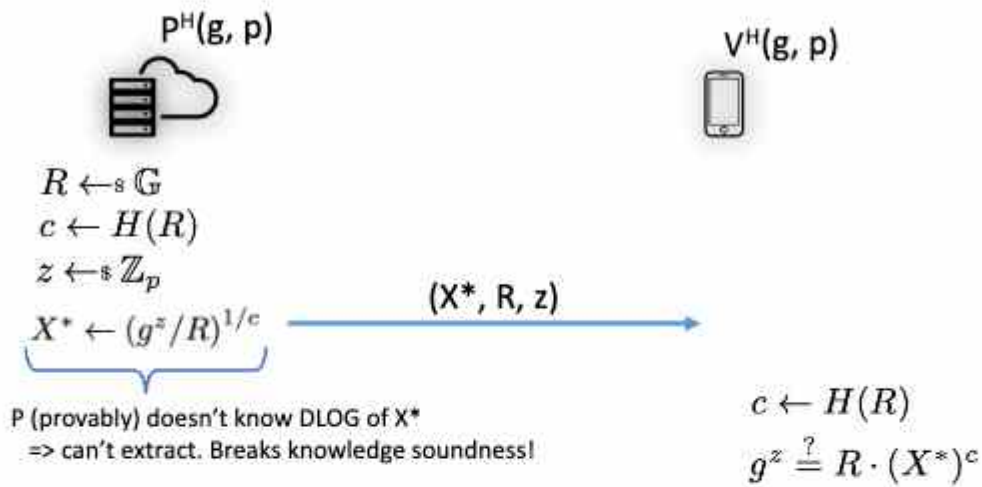 P^H(g, p)
V^H(g, p)
R ←$ 𝔾
c ← H(R)
z ←$ ℤ_p
X* ← (g^z/R)^{1/c}
(X*, R, z)
P (provably) doesn't know DLOG of X*
=> can't extract. Breaks knowledge soundness!
c ← H(R)
g^z ≟ R · (X*)^c